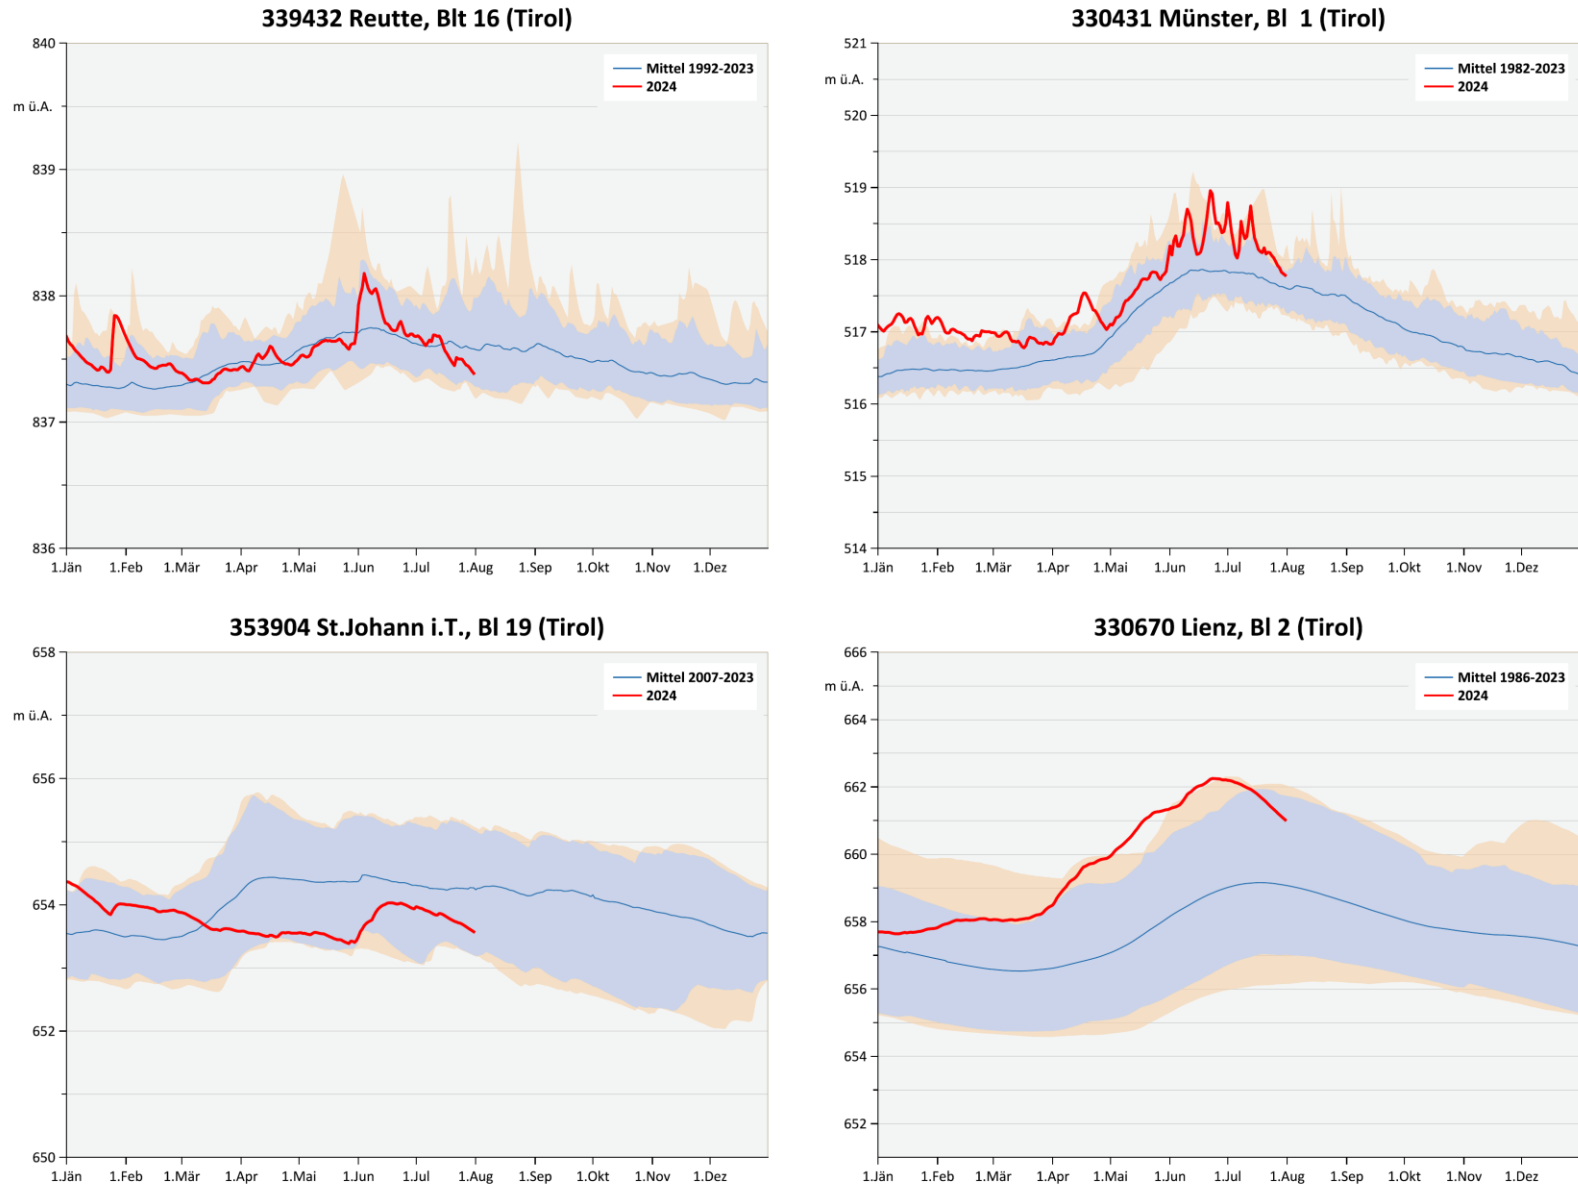 339432 Reutte, Blt 16 (Tirol)
840
m ü.A.
839
838
837
836
Mittel 1992-2023
2024
1.Jän 1.Feb 1.Mär 1.Apr 1.Mai 1.Jun 1.Jul 1.Aug 1.Sep 1.Okt 1.Nov 1.Dez
330431 Münster, Bl 1 (Tirol)
521
m ü.A.
520
519
518
517
516
515
514
Mittel 1982-2023
2024
1.Jän 1.Feb 1.Mär 1.Apr 1.Mai 1.Jun 1.Jul 1.Aug 1.Sep 1.Okt 1.Nov 1.Dez
353904 St.Johann i.T., Bl 19 (Tirol)
658
m ü.A.
656
654
652
650
Mittel 2007-2023
2024
1.Jän 1.Feb 1.Mär 1.Apr 1.Mai 1.Jun 1.Jul 1.Aug 1.Sep 1.Okt 1.Nov 1.Dez
330670 Lienz, Bl 2 (Tirol)
666
m ü.A.
664
662
660
658
656
654
652
Mittel 1986-2023
2024
1.Jän 1.Feb 1.Mär 1.Apr 1.Mai 1.Jun 1.Jul 1.Aug 1.Sep 1.Okt 1.Nov 1.Dez